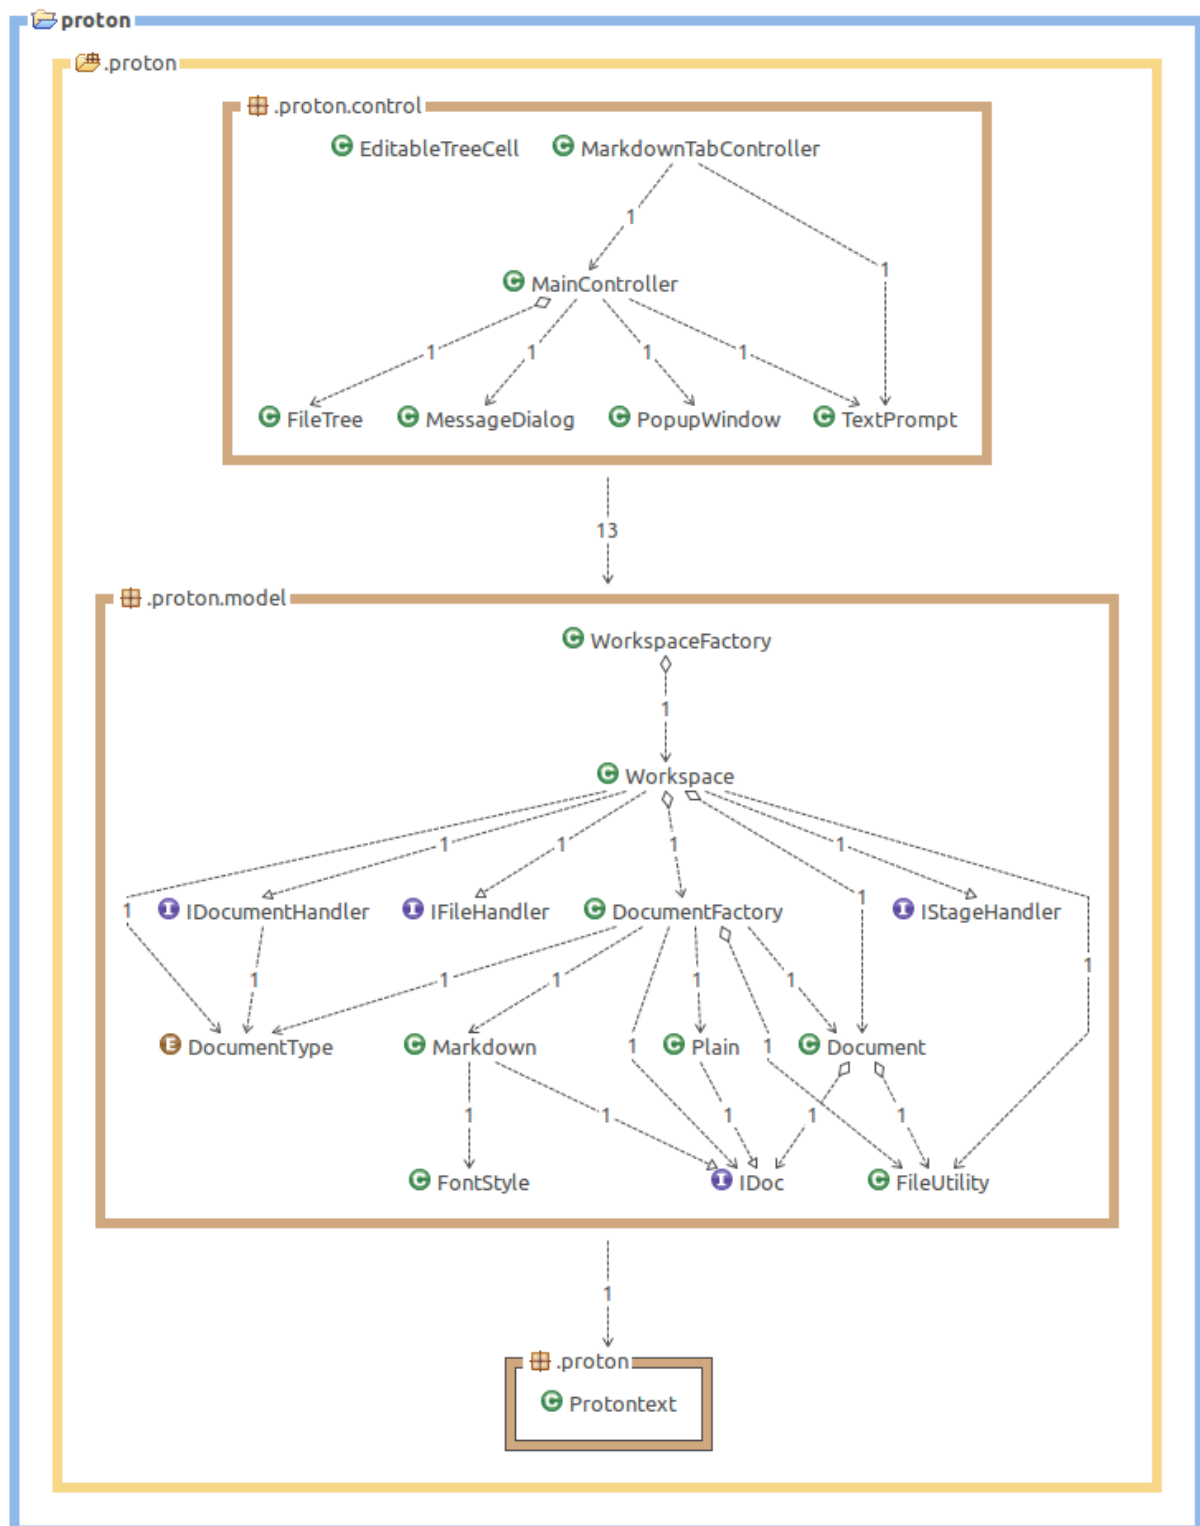 proton
.proton
.proton.control
C EditableTreeCell C MarkdownTabController
1
1
C MainController
1 1 1 1
C FileTree C MessageDialog C PopupWindow C TextPrompt
13
.proton.model
C WorkspaceFactory
1
C Workspace
1 1 1 1
1 I IDocumentHandler I IFileHandler C DocumentFactory 1 I IStageHandler
1 1 1 1 1 1
E DocumentType C Markdown 1 C Plain 1 C Document
1 1 1 1 1
C FontStyle I IDoc C FileUtility
1
.proton
C Protontext